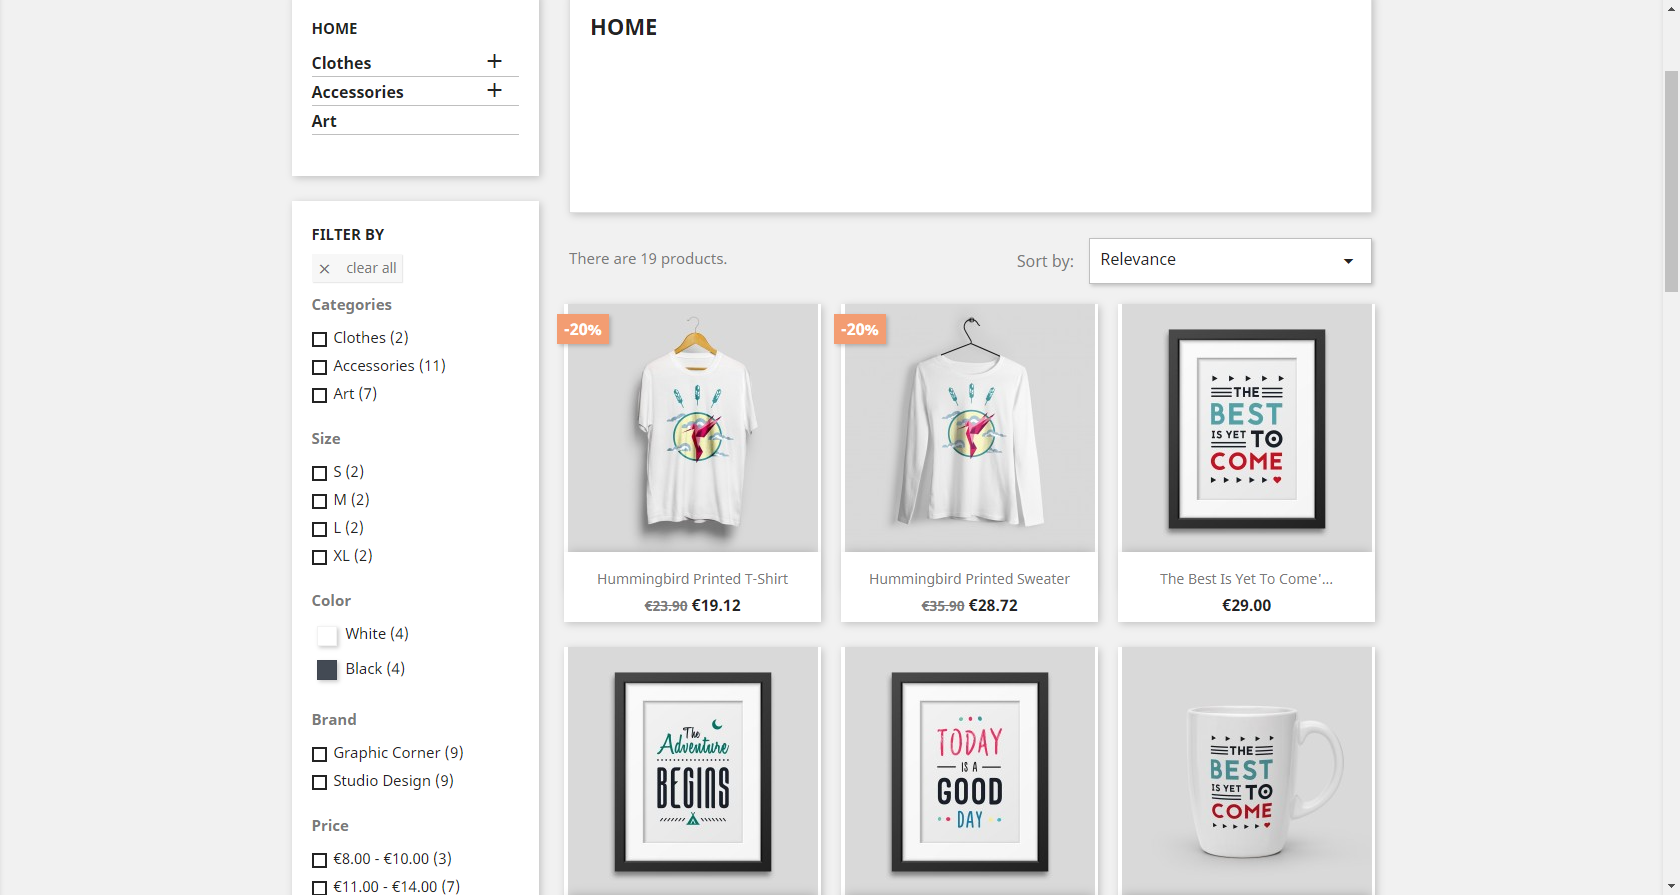 HOME
Clothes
Accessories
Art
FILTER BY
clear all
Categories
Clothes (2)
Accessories (11)
Art (7)
Size
S (2)
M (2)
L (2)
XL (2)
Color
White (4)
Black (4)
Brand
Graphic Corner (9)
Studio Design (9)
Price
€8.00 - €10.00 (3)
€11.00 - €14.00 (7)
HOME
There are 19 products.
Sort by:
Relevance
-20%
Hummingbird Printed T-Shirt
€23.90 €19.12
-20%
Hummingbird Printed Sweater
€35.90 €28.72
THE
BEST
IS YET TO
COME
The Best Is Yet To Come'...
€29.00
The
Adventure
BEGINS
TODAY
IS A
GOOD
DAY
THE
BEST
IS YET TO
COME